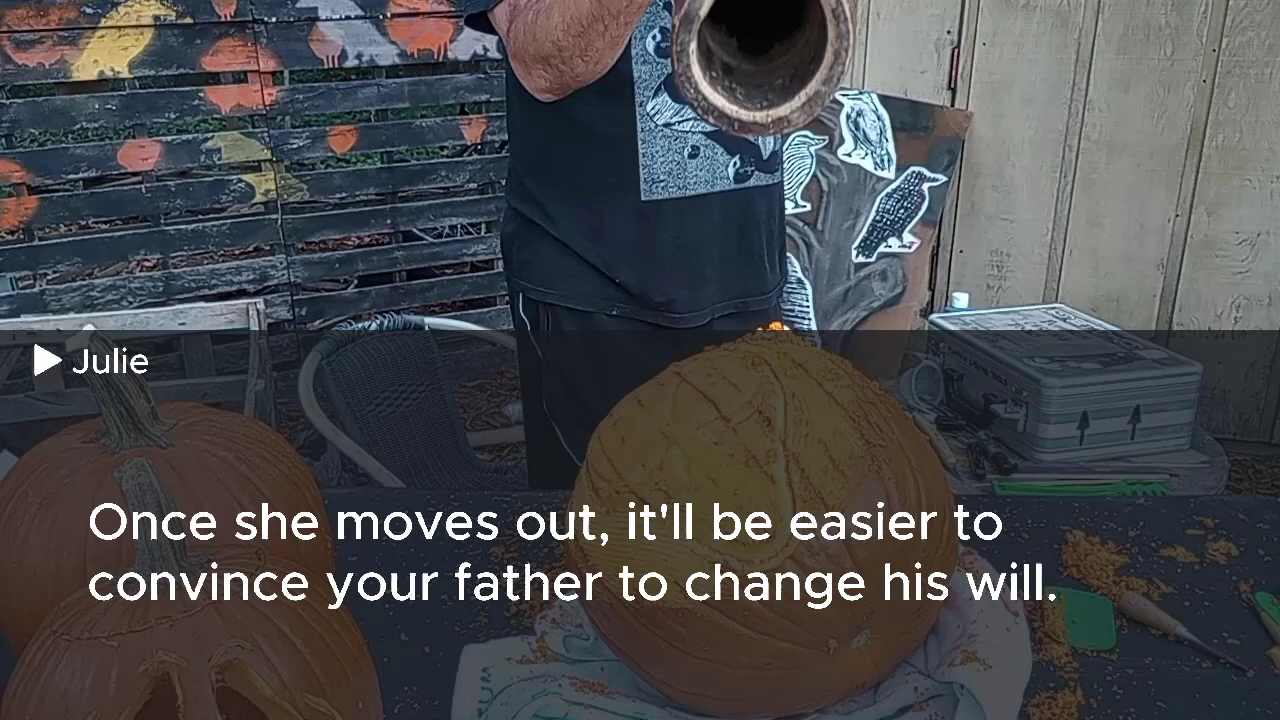 Julie
Once she moves out, it'll be easier to
convince your father to change his will.